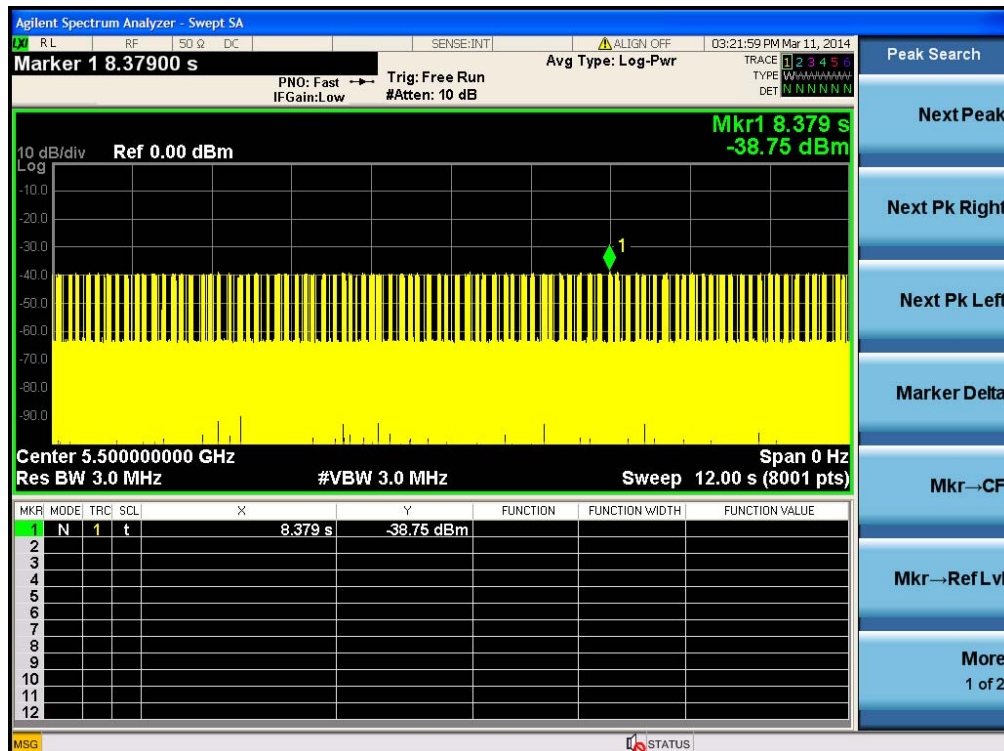 Agilent Spectrum Analyzer - Swept SA
LXI RL RF 50 Ω DC SENSE:INT ALIGN OFF 03:21:59 PM Mar 11, 2014
Marker 1 8.37900 s
PNO: Fast
IFGain:Low
Trig: Free Run
#Atten: 10 dB
Avg Type: Log-Pwr
TRACE 1 2 3 4 5 6
TYPE W
DET N N N N N N
Mkr1 8.379 s
-38.75 dBm
10 dB/div Ref 0.00 dBm
Log
-10.0
-20.0
-30.0
-40.0
-50.0
-60.0
-70.0
-80.0
-90.0
1
Center 5.500000000 GHz Span 0 Hz
Res BW 3.0 MHz #VBW 3.0 MHz Sweep 12.00 s (8001 pts)
MKR MODE TRC SCL X Y FUNCTION FUNCTION WIDTH FUNCTION VALUE
1 N 1 t 8.379 s -38.75 dBm
2
3
4
5
6
7
8
9
10
11
12
MSG STATUS
Peak Search
Next Peak
Next Pk Right
Next Pk Left
Marker Delta
Mkr→CF
Mkr→Ref Lvl
More
1 of 2